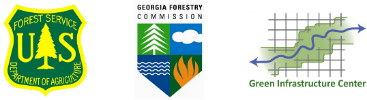 FOREST SERVICE
U S
DEPARTMENT OF AGRICULTURE
GEORGIA FORESTRY
COMMISSION
Green Infrastructure Center